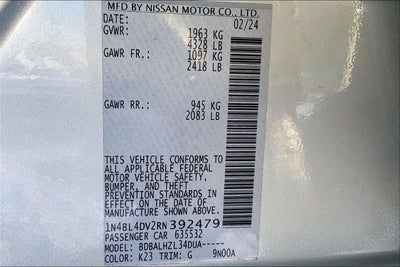 MFD BY NISSAN MOTOR CO., LTD.
DATE: 02/24
GVWR: 1963 KG
4328 LB
GAWR FR.: 1097 KG
2418 LB
GAWR RR.: 945 KG
2083 LB
THIS VEHICLE CONFORMS TO
ALL APPLICABLE FEDERAL
MOTOR VEHICLE SAFETY,
BUMPER, AND THEFT
PREVENTION STANDARDS IN
EFFECT ON THE DATE OF
MANUFACTURE SHOWN ABOVE.
1N4BL4DV2RN392479
PASSENGER CAR 635532
MODEL: BDBALHZL34DUA-----
COLOR: K23 TRIM: G 9N00A